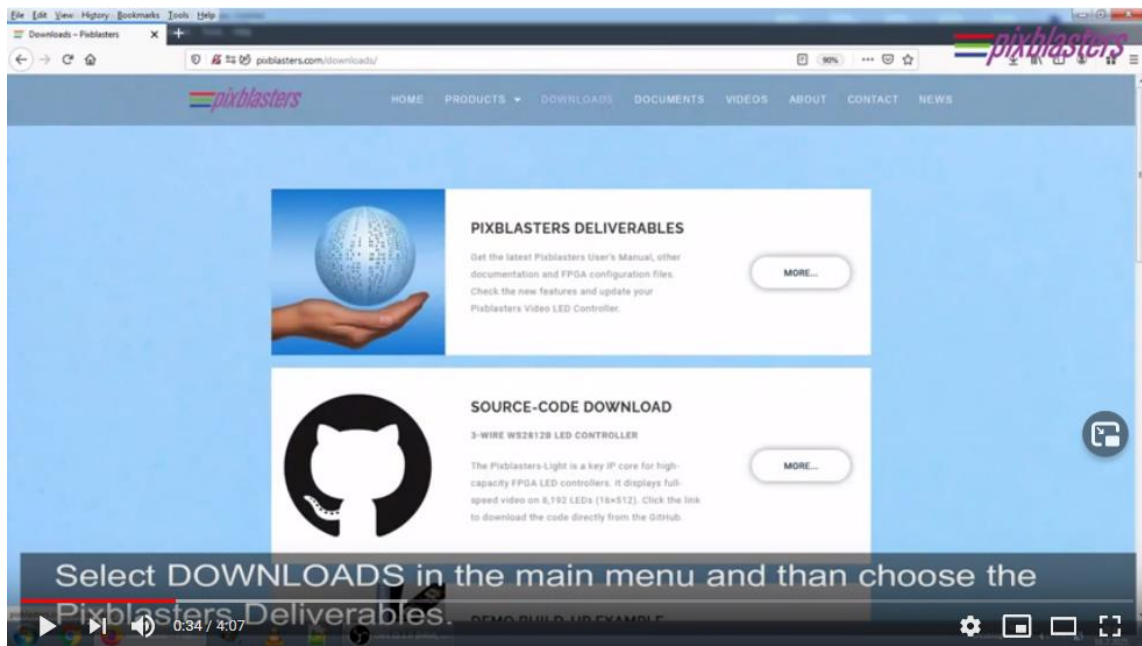 File Edit View History Bookmarks Tools Help
Downloads – Pixblasters
pixblasters
pixblasters.com/downloads/
90%
pixblasters
HOME PRODUCTS DOWNLOADS DOCUMENTS VIDEOS ABOUT CONTACT NEWS
PIXBLASTERS DELIVERABLES
Get the latest Pixblasters User's Manual, other
documentation and FPGA configuration files.
Check the new features and update your
Pixblasters Video LED Controller.
MORE...
SOURCE-CODE DOWNLOAD
3-WIRE WS2812B LED CONTROLLER
The Pixblasters-Light is a key IP core for high-
capacity FPGA LED controllers. It displays full-
speed video on 8,192 LEDs (16×512). Click the link
to download the code directly from the GitHub.
MORE...
Select DOWNLOADS in the main menu and than choose the
Pixblasters Deliverables.
DEMO BUILD-UP EXAMPLE
0:34 / 4:07